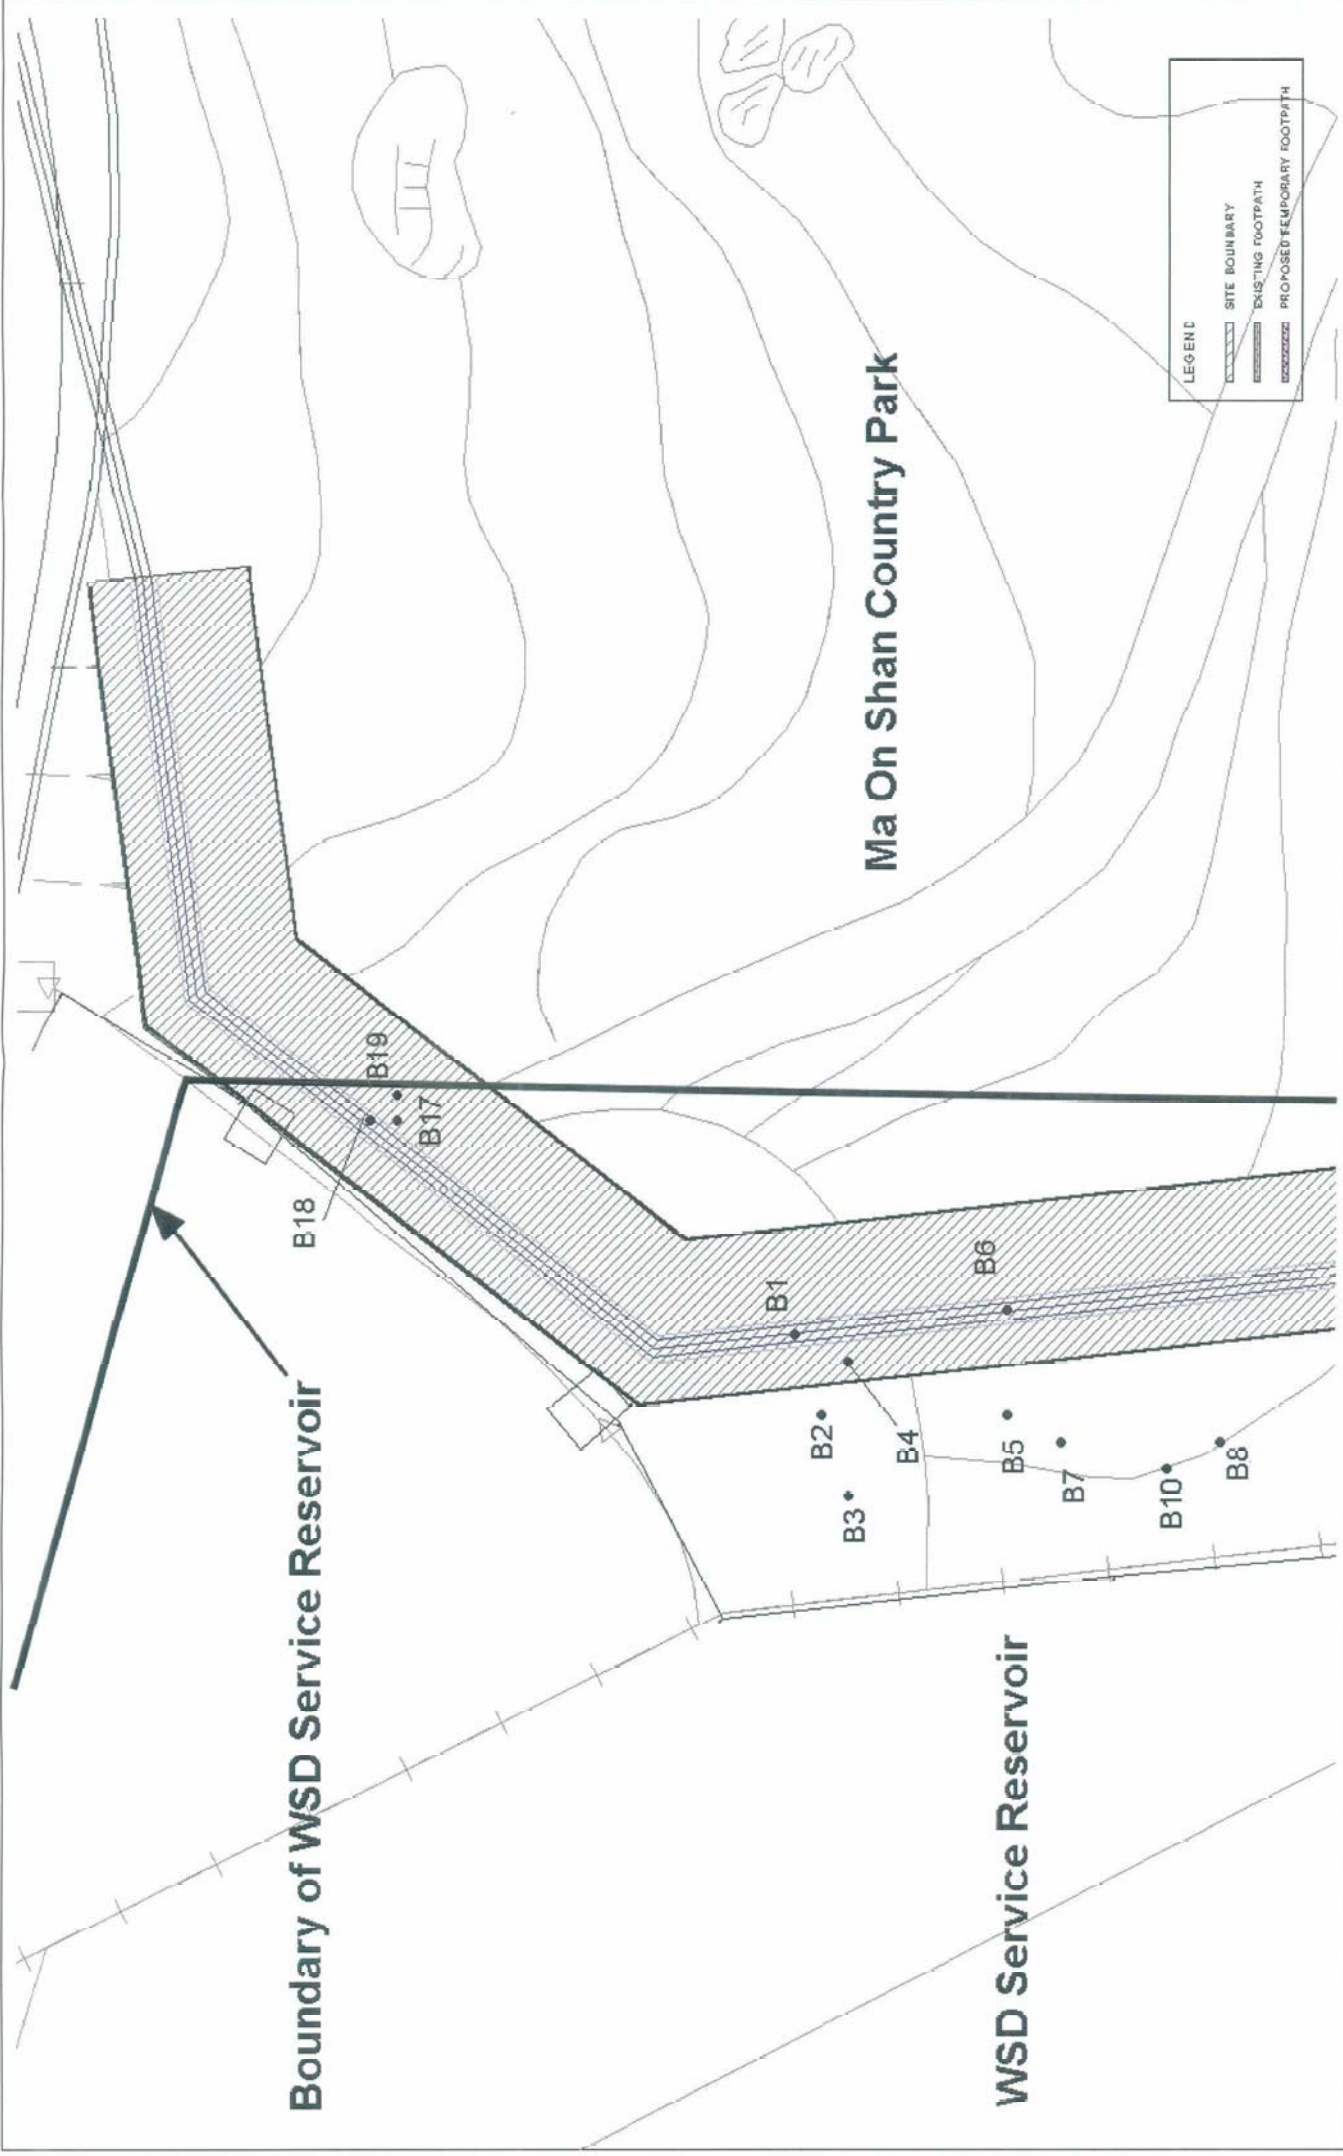 Boundary of WSD Service Reservoir
B18
B19
B17
B1
B2
B3
B4
B6
B5
B7
B10
B8
WSD Service Reservoir
Ma On Shan Country Park
LEGEND
SITE BOUNDARY
EXISTING FOOTPATH
PROPOSED TEMPORARY FOOTPATH